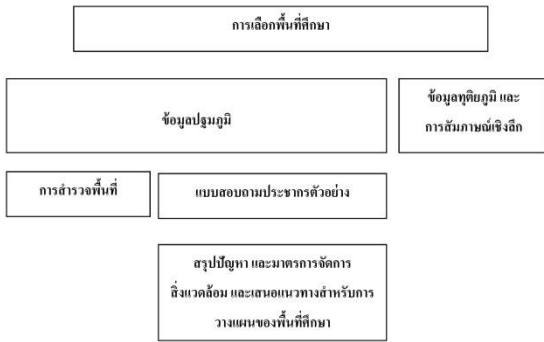 การเลือกพื้นที่ศึกษา
ข้อมูลปฐมภูมิ
ข้อมูลทุติยภูมิ และ
การสัมภาษณ์เชิงลึก
การสำรวจพื้นที่
แบบสอบถามประชากรตัวอย่าง
สรุปปัญหา และมาตรการจัดการ
สิ่งแวดล้อม และเสนอแนวทางสำหรับการ
วางแผนของพื้นที่ศึกษา